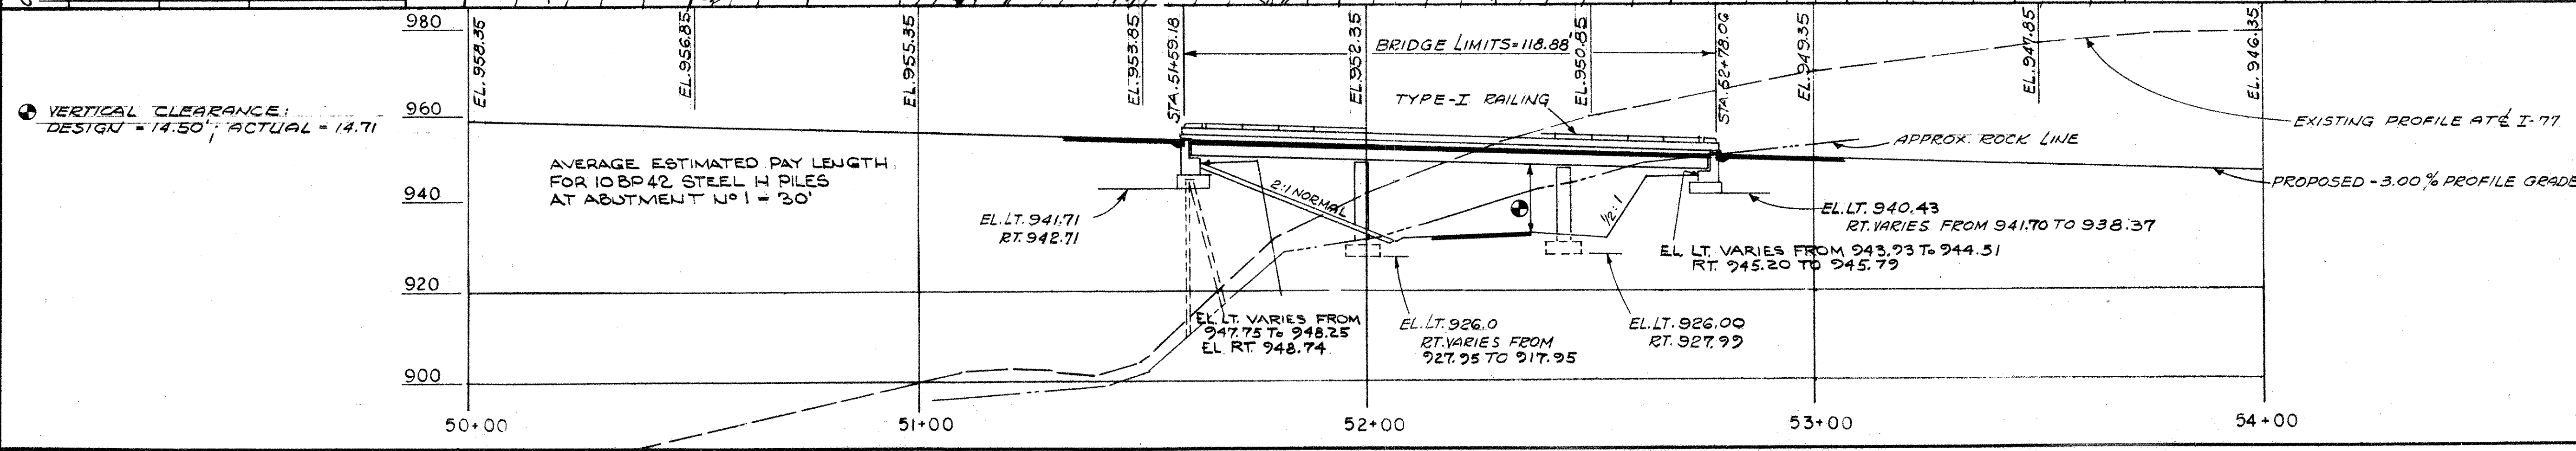 980
960
940
920
900
EL.958.35
EL.956.85
EL.955.35
EL.953.85
STA.51+59.18
BRIDGE LIMITS=118.88'
EL.952.35
EL.950.85
STA.52+78.06
EL.949.35
EL.947.85
EL.946.35
VERTICAL CLEARANCE:
DESIGN = 14.50'; ACTUAL = 14.71
TYPE-I RAILING
EXISTING PROFILE AT ℄ I-77
APPROX. ROCK LINE
PROPOSED -3.00% PROFILE GRADE
AVERAGE ESTIMATED PAY LENGTH
FOR 10BP42 STEEL H PILES
AT ABUTMENT Nº 1 = 30'
2:1 NORMAL
1/2:1
EL.LT. 941.71
RT. 942.71
EL.LT. 940.43
RT. VARIES FROM 941.70 TO 938.37
EL LT. VARIES FROM 943.93 To 944.51
RT. 945.20 TO 945.79
EL.LT. VARIES FROM
947.75 To 948.25
EL. RT. 948.74
EL.LT. 926.0
RT. VARIES FROM
927.95 TO 917.95
EL.LT. 926.00
RT. 927.99
50+00
51+00
52+00
53+00
54+00